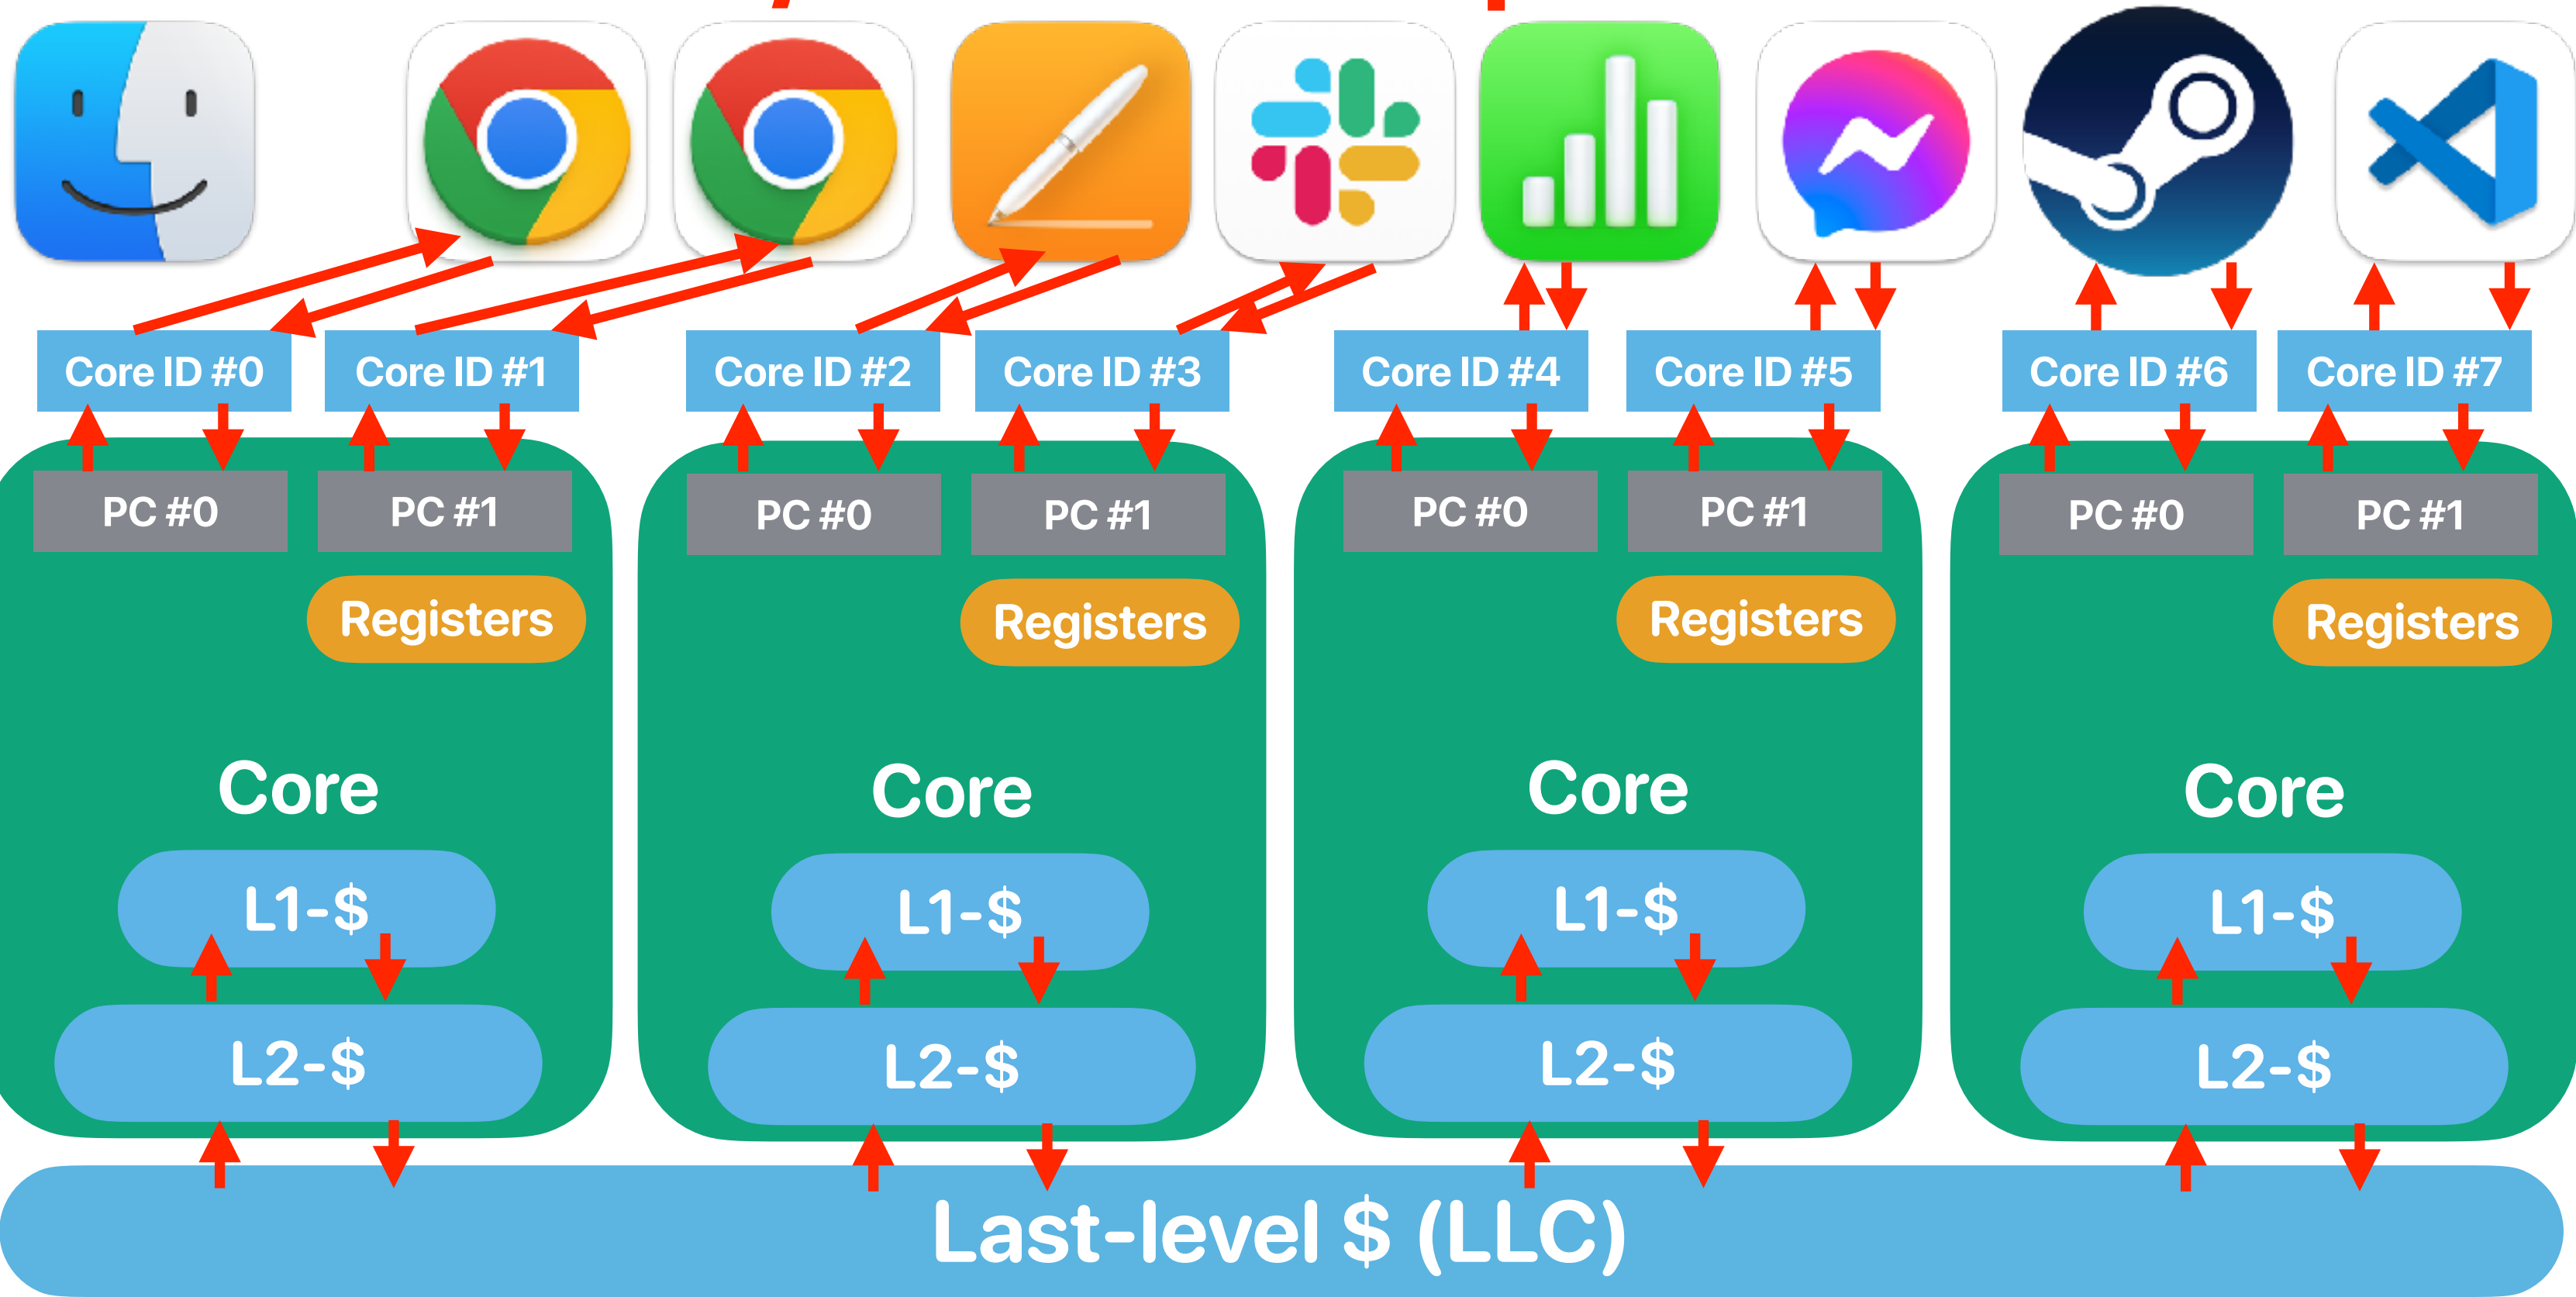 Core ID #0
Core ID #1
Core ID #2
Core ID #3
Core ID #4
Core ID #5
Core ID #6
Core ID #7
PC #0
PC #1
PC #0
PC #1
PC #0
PC #1
PC #0
PC #1
Registers
Registers
Registers
Registers
Core
Core
Core
Core
L1-$
L1-$
L1-$
L1-$
L2-$
L2-$
L2-$
L2-$
Last-level $ (LLC)